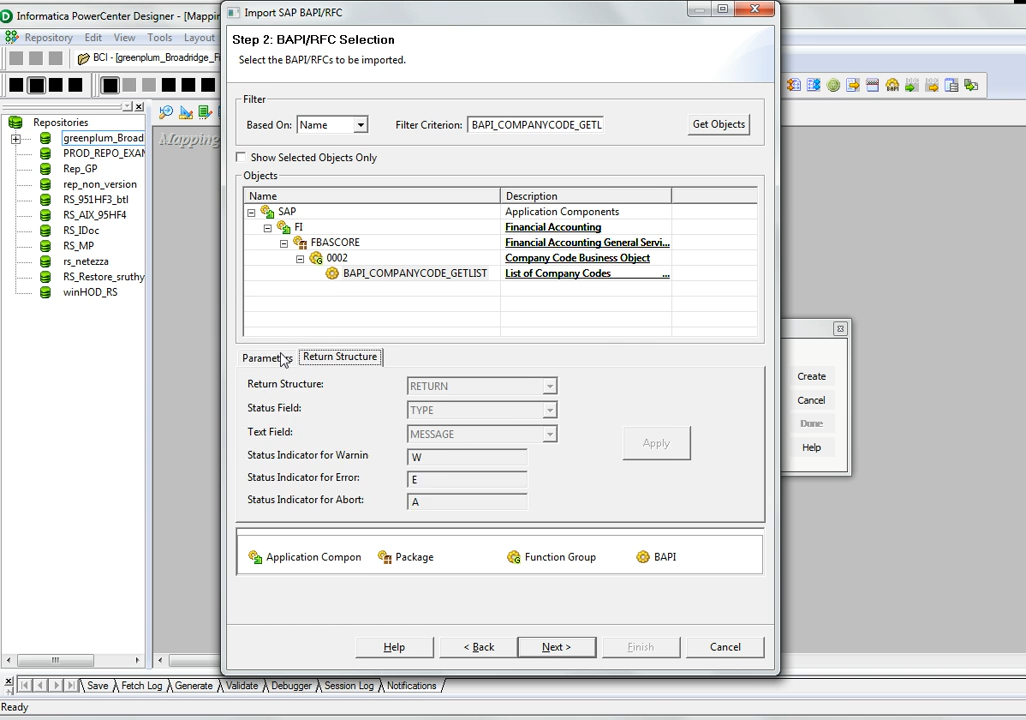 Informatica PowerCenter Designer - [Mappin
Repository Edit View Tools Layout
BCI - [greenplum_Broadridge_Fi
Repositories
greenplum_Broad
PROD_REPO_EXAM
Rep_GP
rep_non_version
RS_951HF3_btl
RS_AIX_95HF4
RS_IDoc
RS_MP
rs_netezza
RS_Restore_sruthy
winHOD_RS
Mapping
Import SAP BAPI/RFC
Step 2: BAPI/RFC Selection
Select the BAPI/RFCs to be imported.
Filter
Based On: Name Filter Criterion: BAPI_COMPANYCODE_GETL Get Objects
Show Selected Objects Only
Objects
Name Description
SAP Application Components
FI Financial Accounting
FBASCORE Financial Accounting General Servi...
0002 Company Code Business Object
BAPI_COMPANYCODE_GETLIST List of Company Codes ...
Parameters Return Structure
Return Structure: RETURN
Status Field: TYPE
Text Field: MESSAGE
Status Indicator for Warnin W
Status Indicator for Error: E
Status Indicator for Abort: A
Apply
Application Compon Package Function Group BAPI
Help < Back Next > Finish Cancel
Create
Cancel
Done
Help
Save Fetch Log Generate Validate Debugger Session Log Notifications
Ready